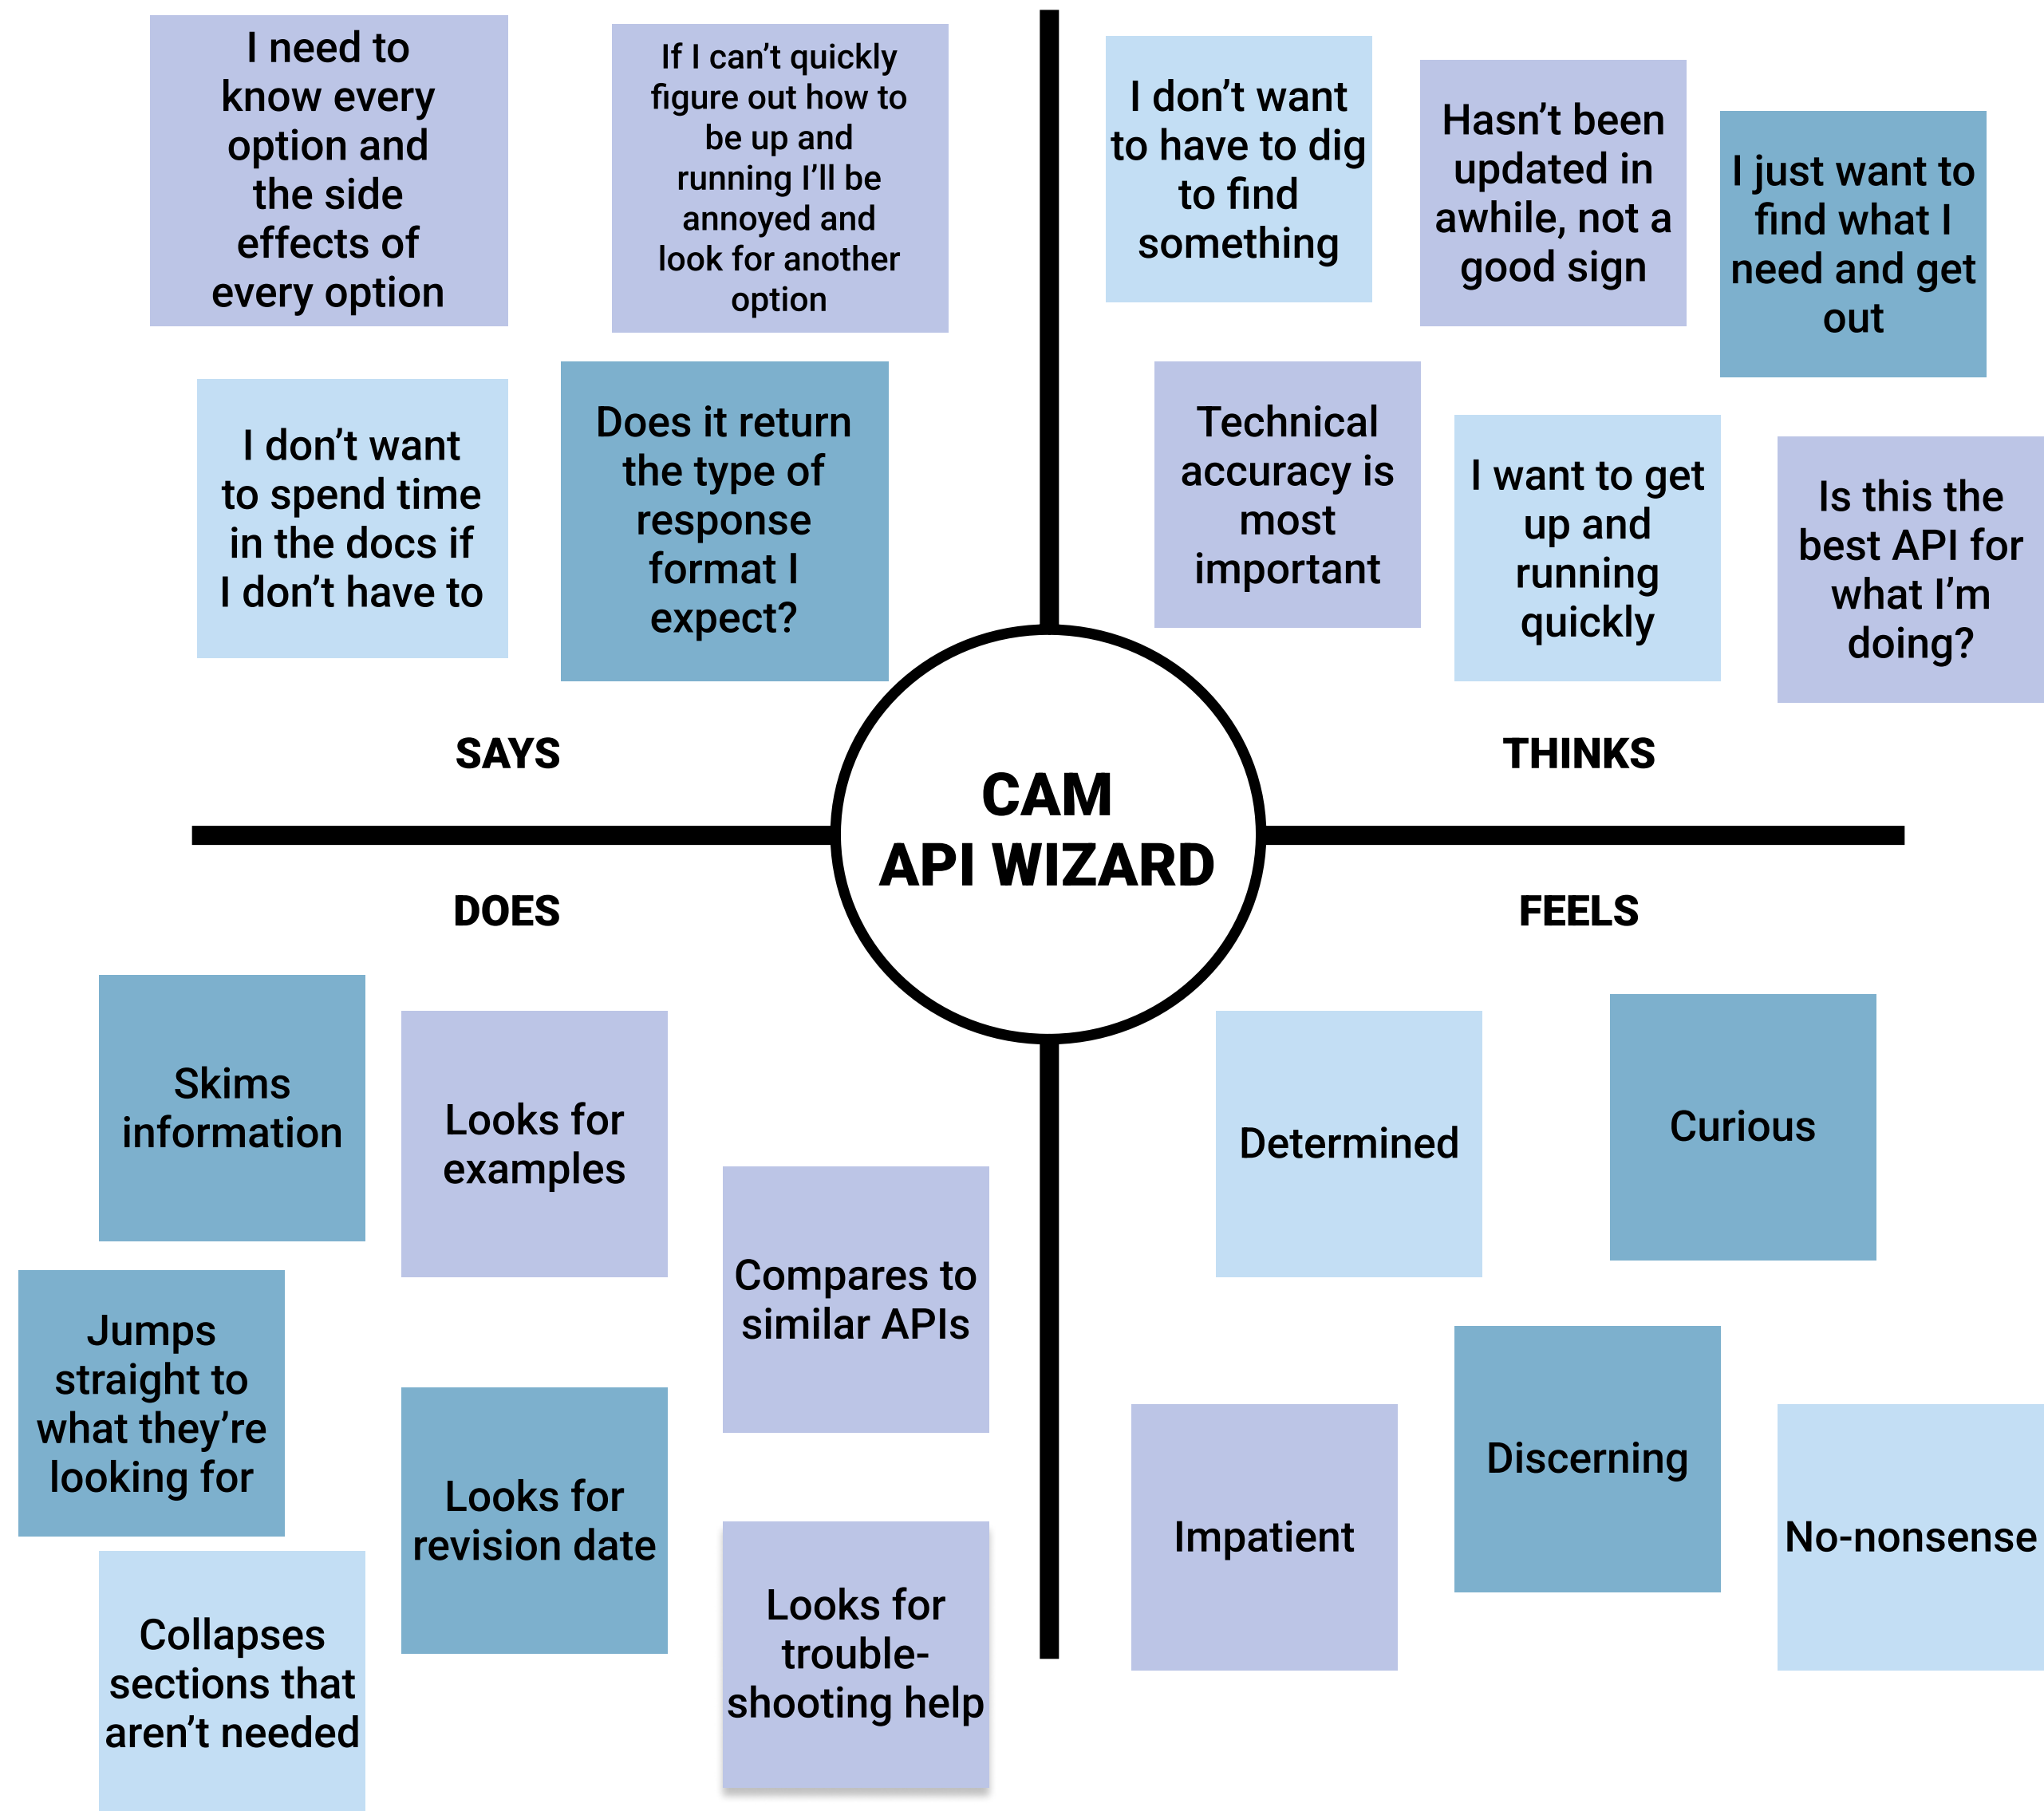 I need to
know every
option and
the side
effects of
every option
If I can’t quickly
figure out how to
be up and
running I’ll be
annoyed and
look for another
option
I don’t want
to spend time
in the docs if
I don’t have to
Does it return
the type of
response
format I
expect?
SAYS
I don’t want
to have to dig
to find
something
Hasn’t been
updated in
awhile, not a
good sign
I just want to
find what I
need and get
out
Technical
accuracy is
most
important
I want to get
up and
running
quickly
Is this the
best API for
what I’m
doing?
THINKS
CAM
API WIZARD
DOES
Skims
information
Looks for
examples
Compares to
similar APIs
Jumps
straight to
what they’re
looking for
Looks for
revision date
Collapses
sections that
aren’t needed
Looks for
trouble-
shooting help
FEELS
Determined
Curious
Discerning
Impatient
No-nonsense